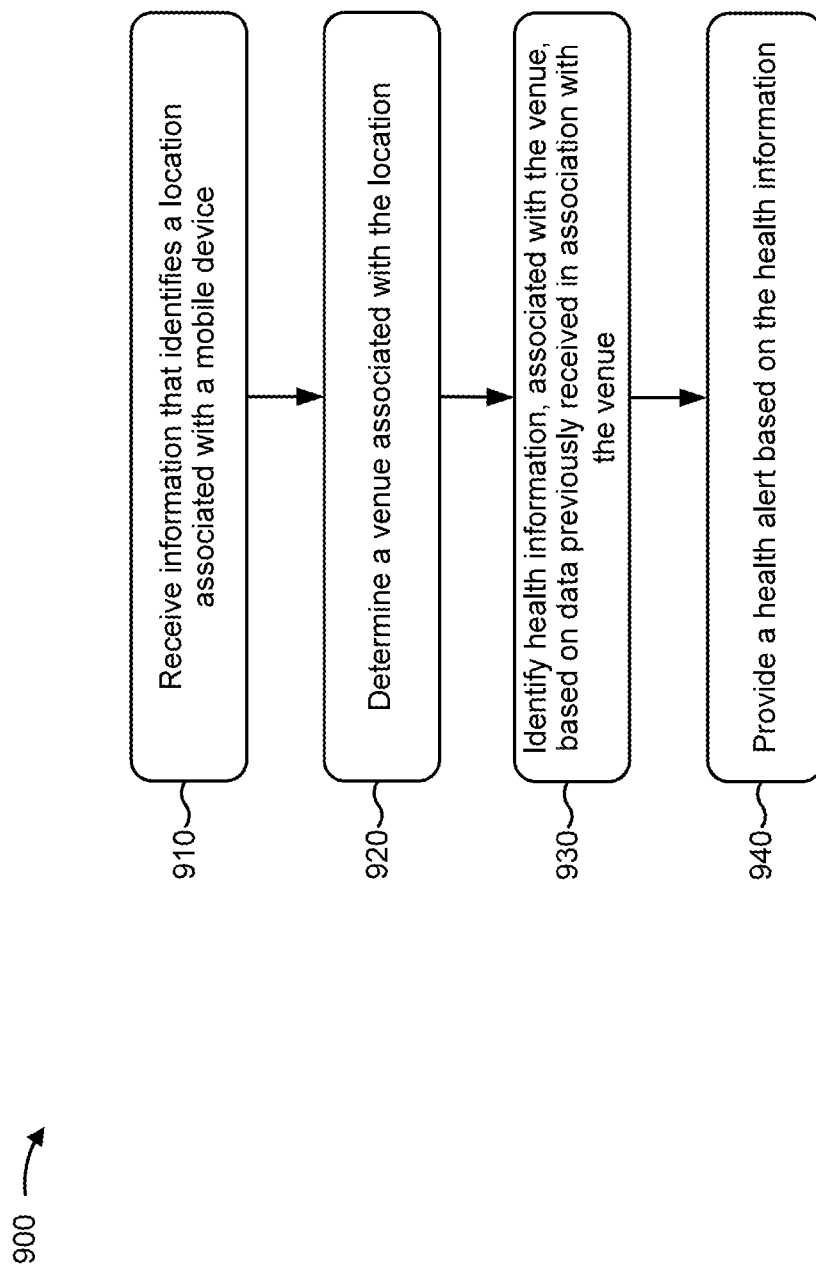 900
910
Receive information that identifies a location
associated with a mobile device
920
Determine a venue associated with the location
930
Identify health information, associated with the venue,
based on data previously received in association with
the venue
940
Provide a health alert based on the health information